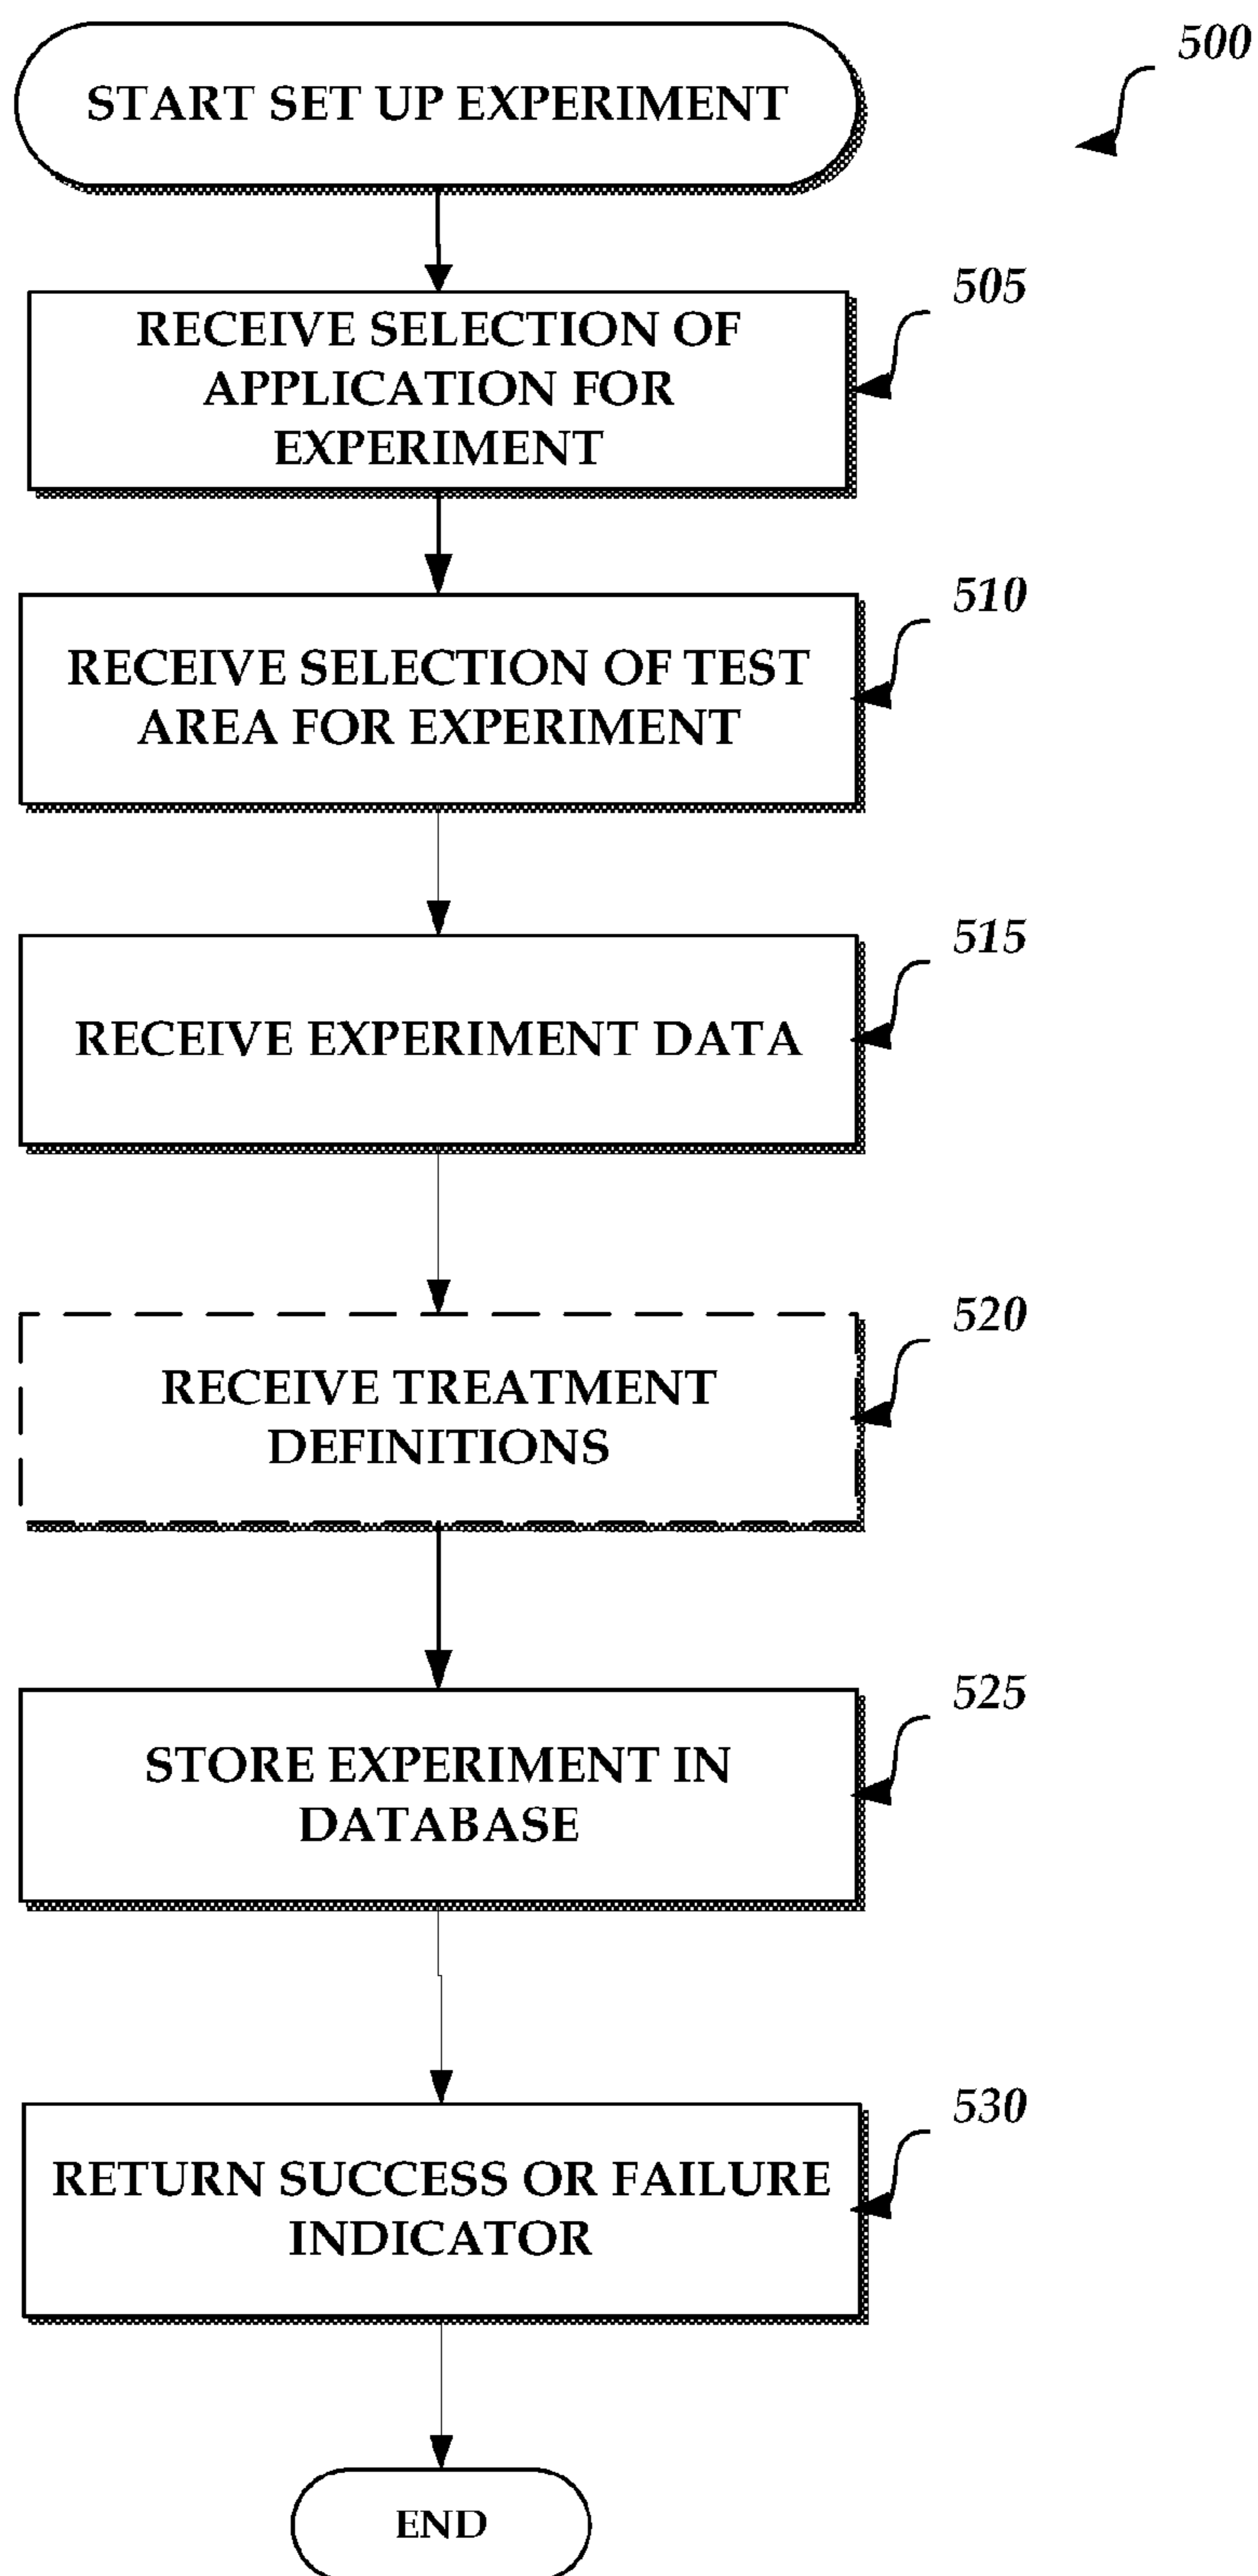 500
START SET UP EXPERIMENT
505
RECEIVE SELECTION OF
APPLICATION FOR
EXPERIMENT
510
RECEIVE SELECTION OF TEST
AREA FOR EXPERIMENT
515
RECEIVE EXPERIMENT DATA
520
RECEIVE TREATMENT
DEFINITIONS
525
STORE EXPERIMENT IN
DATABASE
530
RETURN SUCCESS OR FAILURE
INDICATOR
END